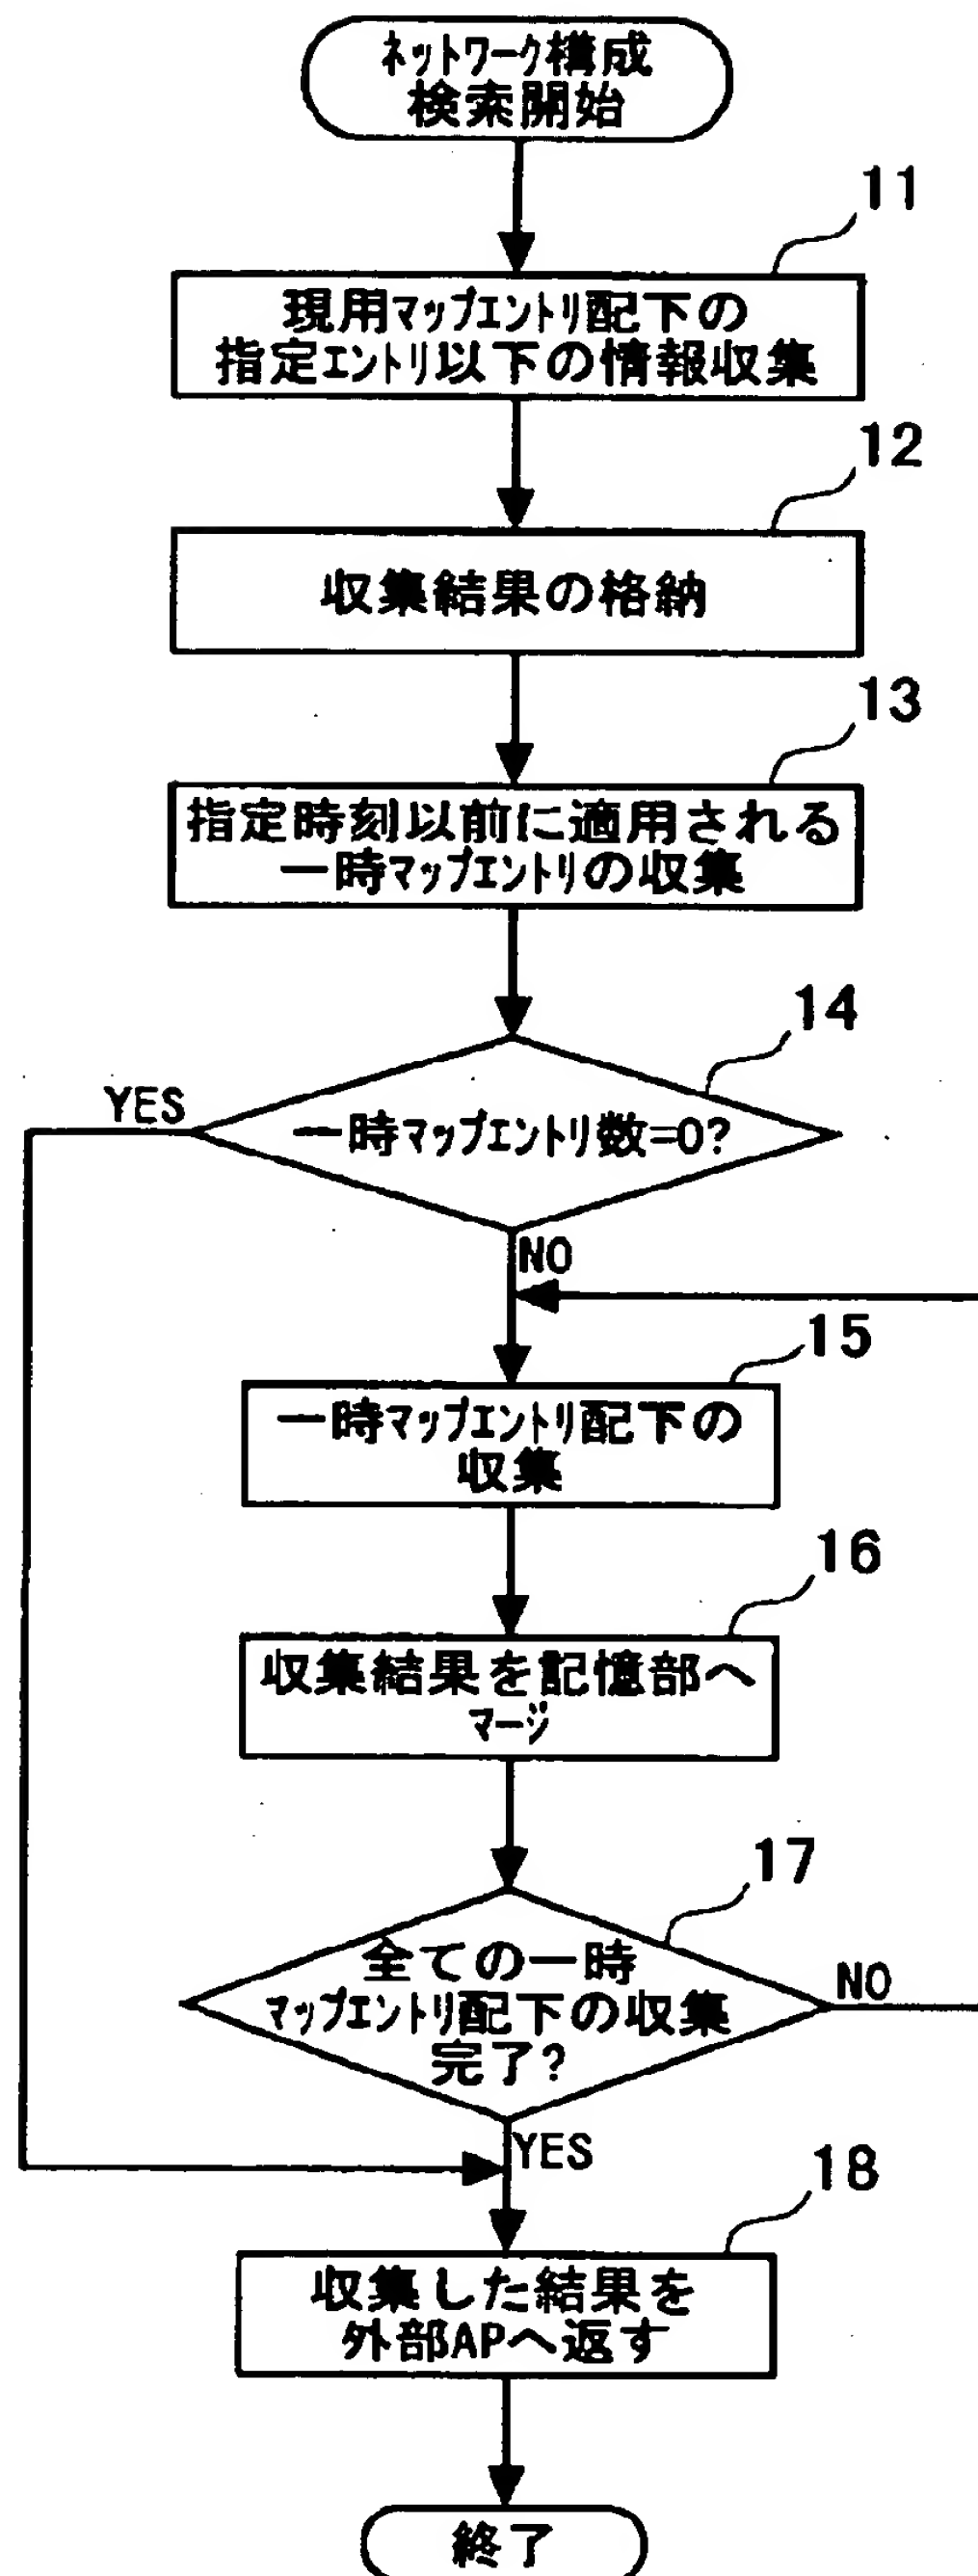 ネットワーク構成
検索開始
11
現用マップエントリ配下の
指定エントリ以下の情報収集
12
収集結果の格納
13
指定時刻以前に適用される
一時マップエントリの収集
14
YES
一時マップエントリ数=0?
NO
15
一時マップエントリ配下の
収集
16
収集結果を記憶部へ
マージ
17
全ての一時
マップエントリ配下の収集
完了?
NO
YES
18
収集した結果を
外部APへ返す
終了